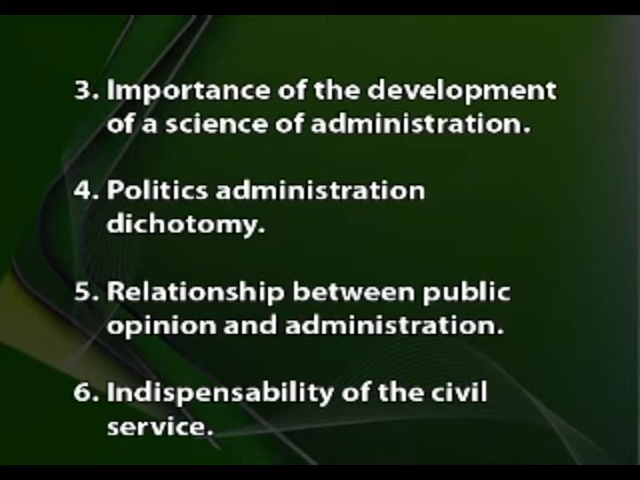 3. Importance of the development
of a science of administration.
4. Politics administration
dichotomy.
5. Relationship between public
opinion and administration.
6. Indispensability of the civil
service.